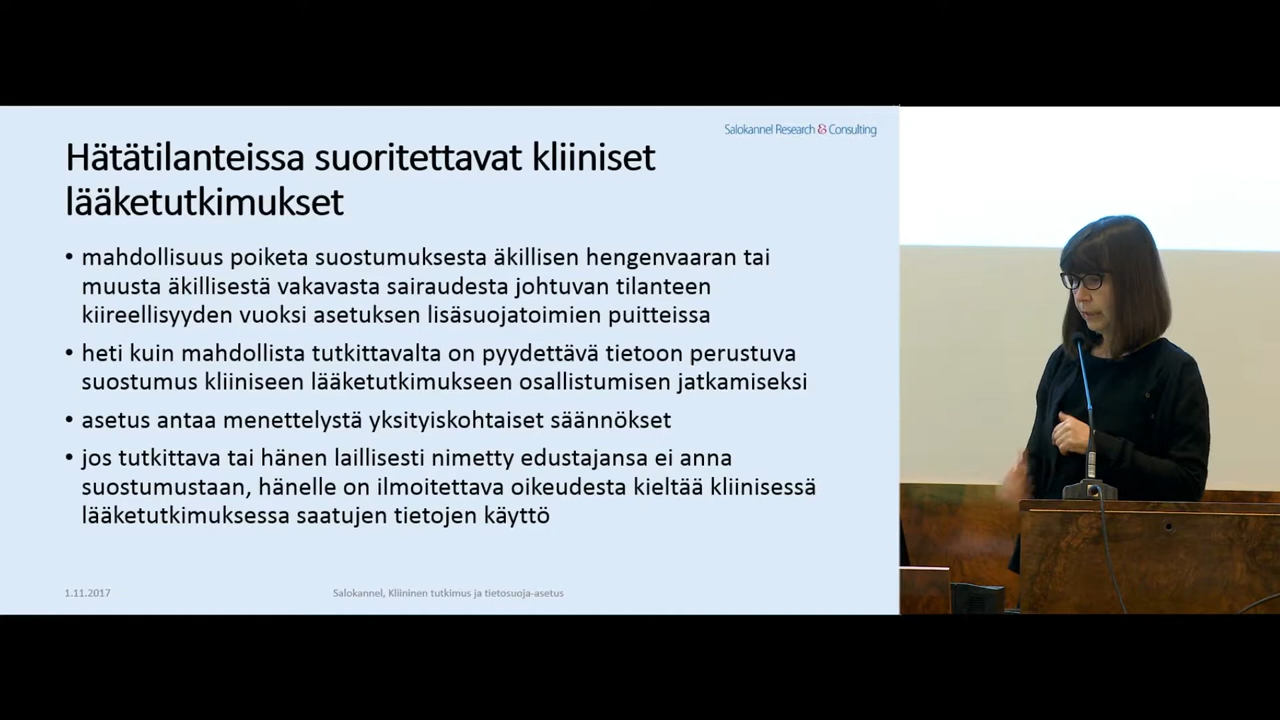 Salokannel Research & Consulting
Hätätilanteissa suoritettavat kliiniset
lääketutkimukset
• mahdollisuus poiketa suostumuksesta äkillisen hengenvaaran tai
muusta äkillisestä vakavasta sairaudesta johtuvan tilanteen
kiireellisyyden vuoksi asetuksen lisäsuojatoimien puitteissa
• heti kuin mahdollista tutkittavalta on pyydettävä tietoon perustuva
suostumus kliiniseen lääketutkimukseen osallistumisen jatkamiseksi
• asetus antaa menettelystä yksityiskohtaiset säännökset
• jos tutkittava tai hänen laillisesti nimetty edustajansa ei anna
suostumustaan, hänelle on ilmoitettava oikeudesta kieltää kliinisessä
lääketutkimuksessa saatujen tietojen käyttö
1.11.2017
Salokannel, Kliininen tutkimus ja tietosuoja-asetus